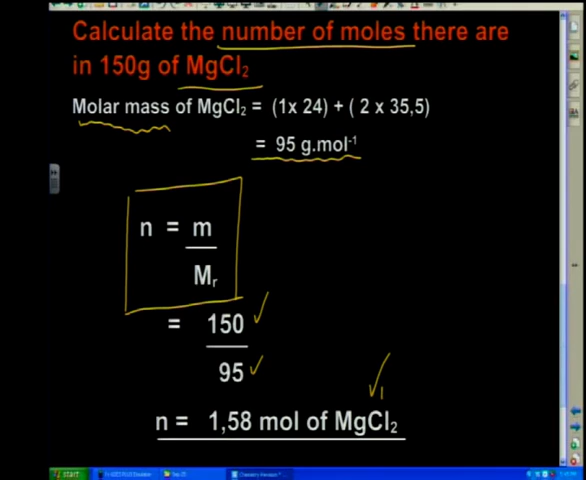 Calculate the number of moles there are
in 150g of MgCl₂
Molar mass of MgCl₂ = (1x 24) + ( 2 x 35,5)
= 95 g.mol⁻¹
n = m
Mᵣ
= 150
95
n = 1,58 mol of MgCl₂
start